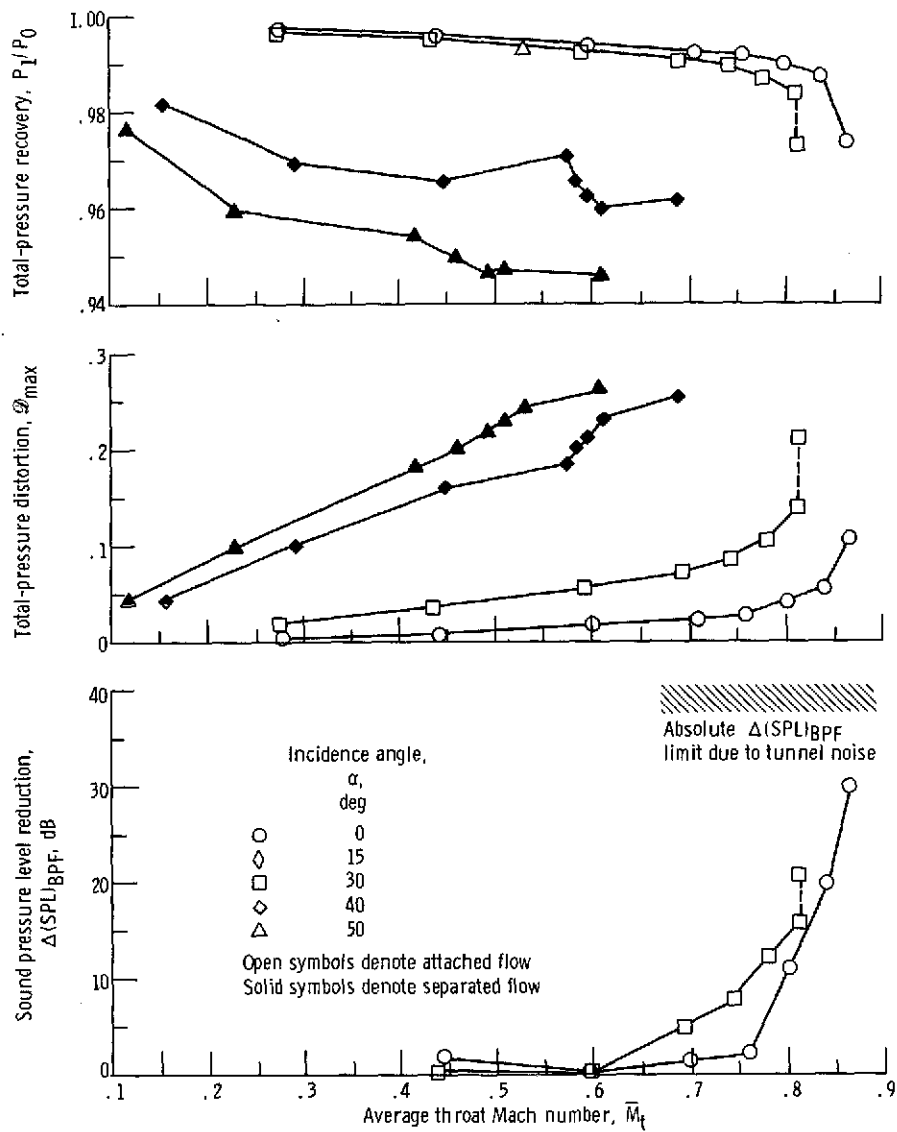 Total-pressure recovery, P1/P0
1.00
.98
.96
.94
Total-pressure distortion, 𝒟max
.3
.2
.1
0
Sound pressure level reduction,
Δ(SPL)BPF, dB
40
30
20
10
0
Absolute Δ(SPL)BPF
limit due to tunnel noise
Incidence angle,
α,
deg
0
15
30
40
50
Open symbols denote attached flow
Solid symbols denote separated flow
.1 .2 .3 .4 .5 .6 .7 .8 .9
Average throat Mach number, M̄t